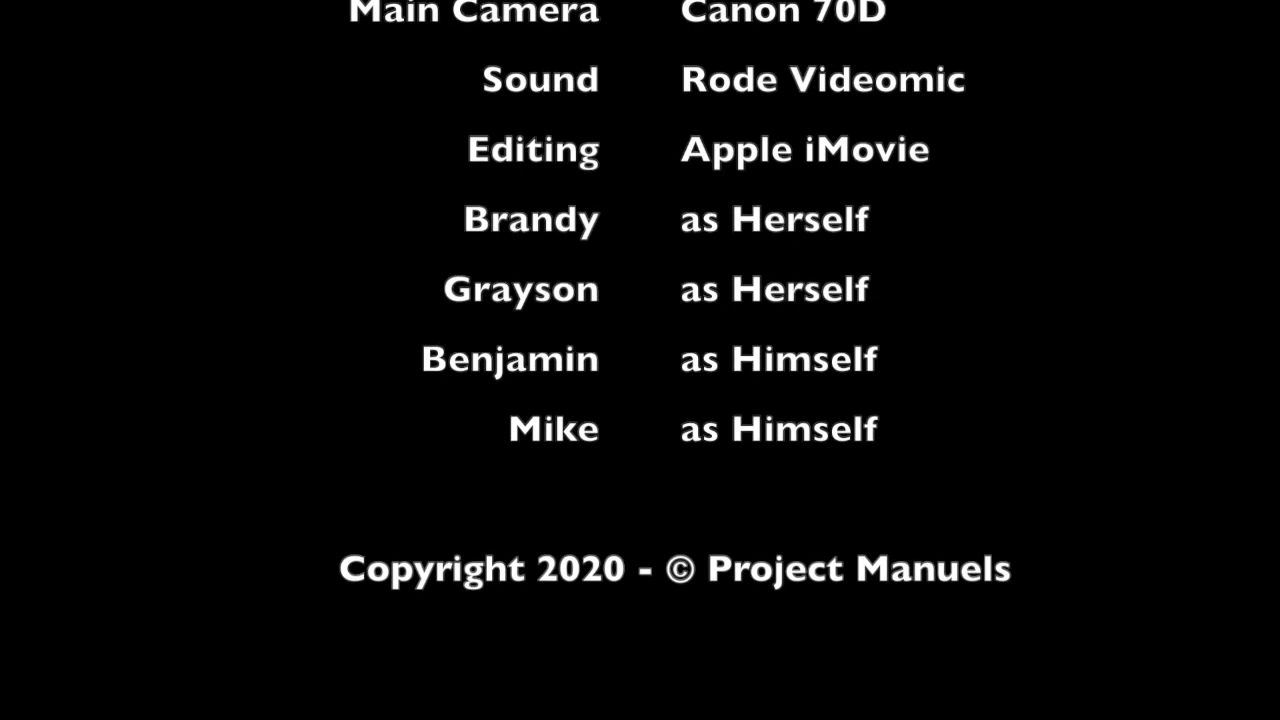 Main Camera Canon 70D
Sound Rode Videomic
Editing Apple iMovie
Brandy as Herself
Grayson as Herself
Benjamin as Himself
Mike as Himself
Copyright 2020 - © Project Manuels